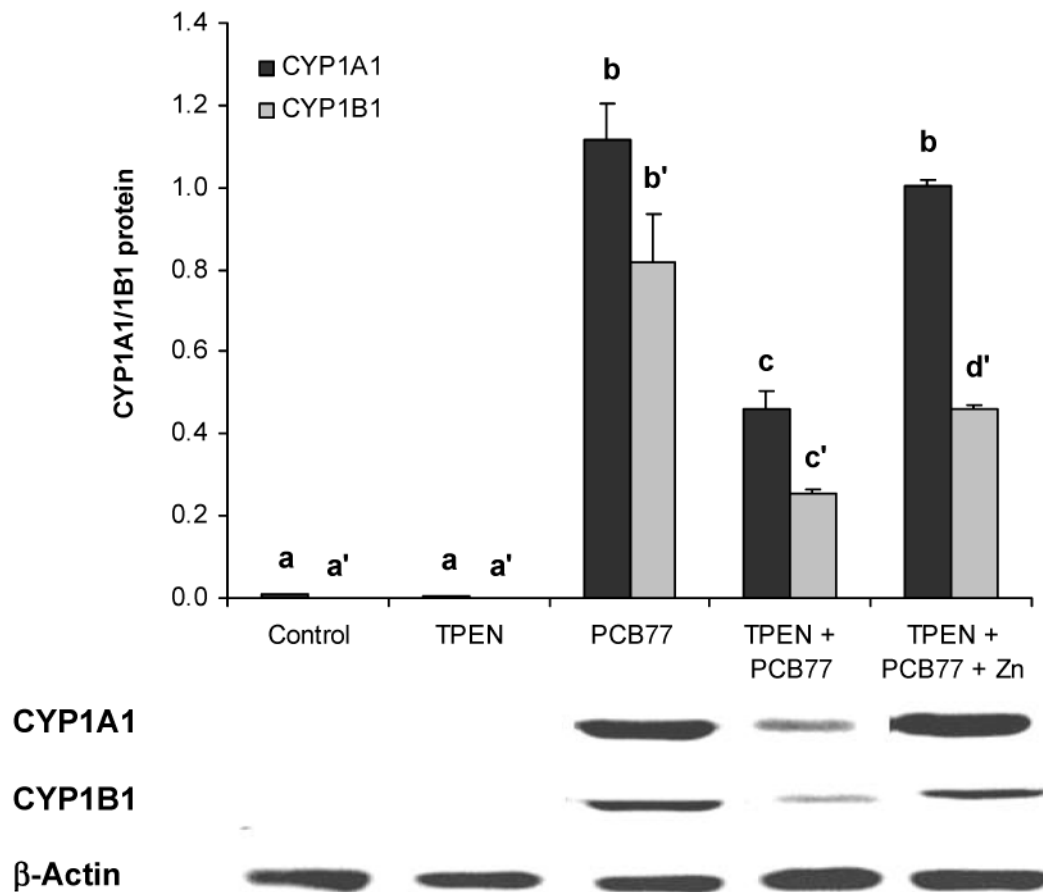 1.4
CYP1A1
CYP1B1
1.2
1.0
0.8
0.6
0.4
0.2
0.0
CYP1A1/1B1 protein
a
a'
a
a'
b
b'
c
c'
b
d'
Control
TPEN
PCB77
TPEN +
PCB77
TPEN +
PCB77 + Zn
CYP1A1
CYP1B1
β-Actin